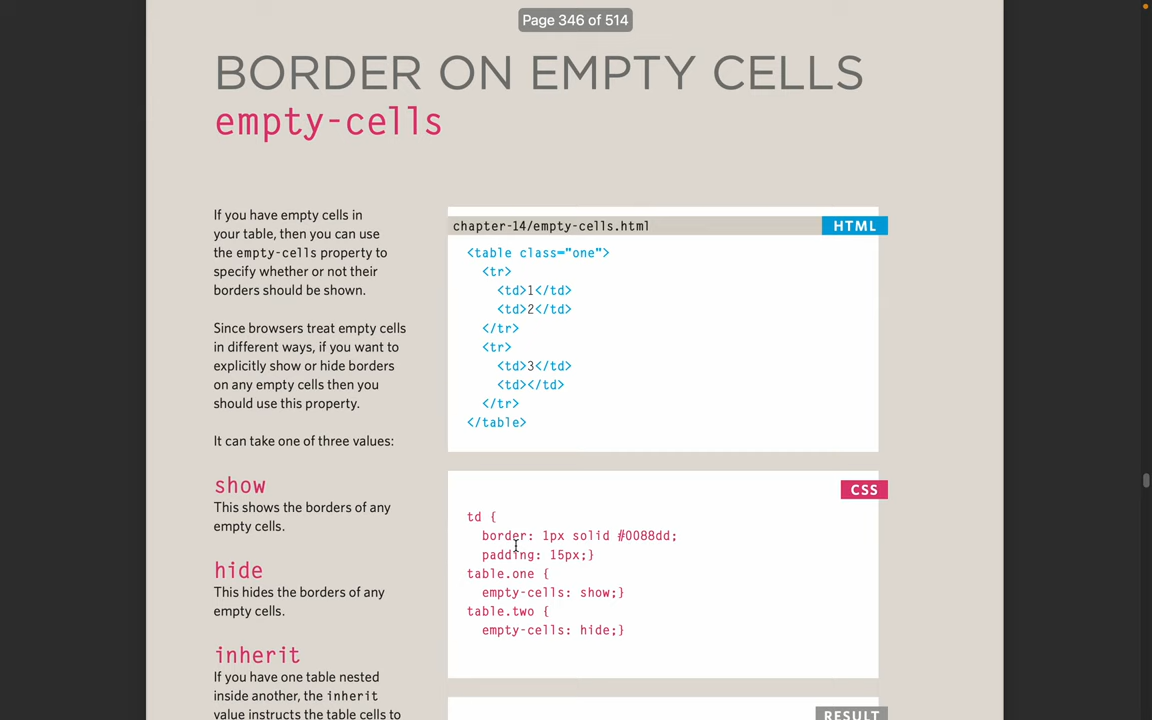 Page 346 of 514
BORDER ON EMPTY CELLS
empty-cells
If you have empty cells in
your table, then you can use
the empty-cells property to
specify whether or not their
borders should be shown.
Since browsers treat empty cells
in different ways, if you want to
explicitly show or hide borders
on any empty cells then you
should use this property.
It can take one of three values:
show
This shows the borders of any
empty cells.
hide
This hides the borders of any
empty cells.
inherit
If you have one table nested
inside another, the inherit
value instructs the table cells to
chapter-14/empty-cells.html
HTML
<table class="one">
  <tr>
    <td>1</td>
    <td>2</td>
  </tr>
  <tr>
    <td>3</td>
    <td></td>
  </tr>
</table>
CSS
td {
  border: 1px solid #0088dd;
  padding: 15px;}
table.one {
  empty-cells: show;}
table.two {
  empty-cells: hide;}
RESULT